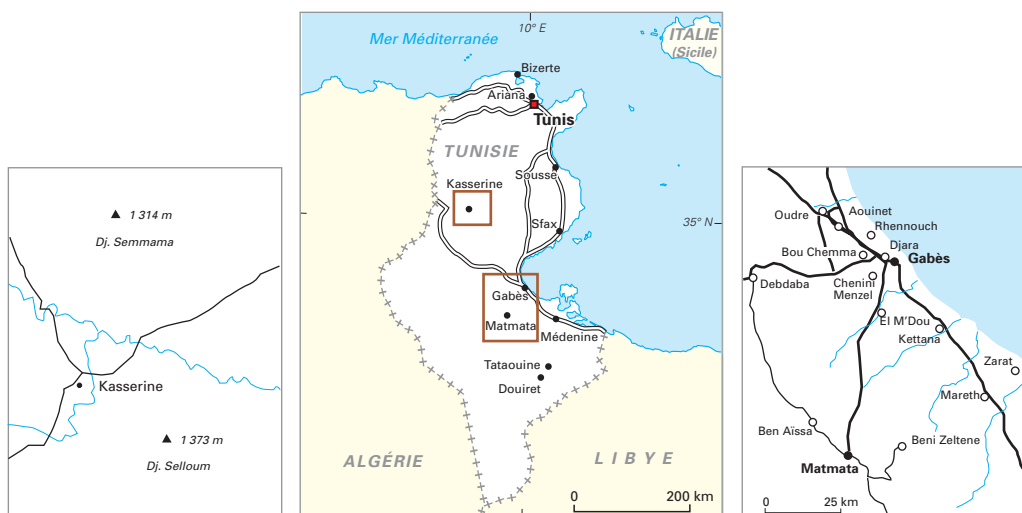 1 314 m
Dj. Semmama
Kasserine
1 373 m
Dj. Selloum
10° E
Mer Méditerranée
ITALIE
(Sicile)
Bizerte
Ariana
Tunis
TUNISIE
Sousse
Kasserine
35° N
Sfax
Gabès
Matmata
Médenine
Tataouine
Douiret
ALGÉRIE
LIBYE
0
200 km
Oudre
Aouinet
Rhennouch
Bou Chemma
Djara
Gabès
Debdaba
Chenini
Menzel
El M'Dou
Kettana
Zarat
Mareth
Ben Aïssa
Beni Zeltene
Matmata
0
25 km